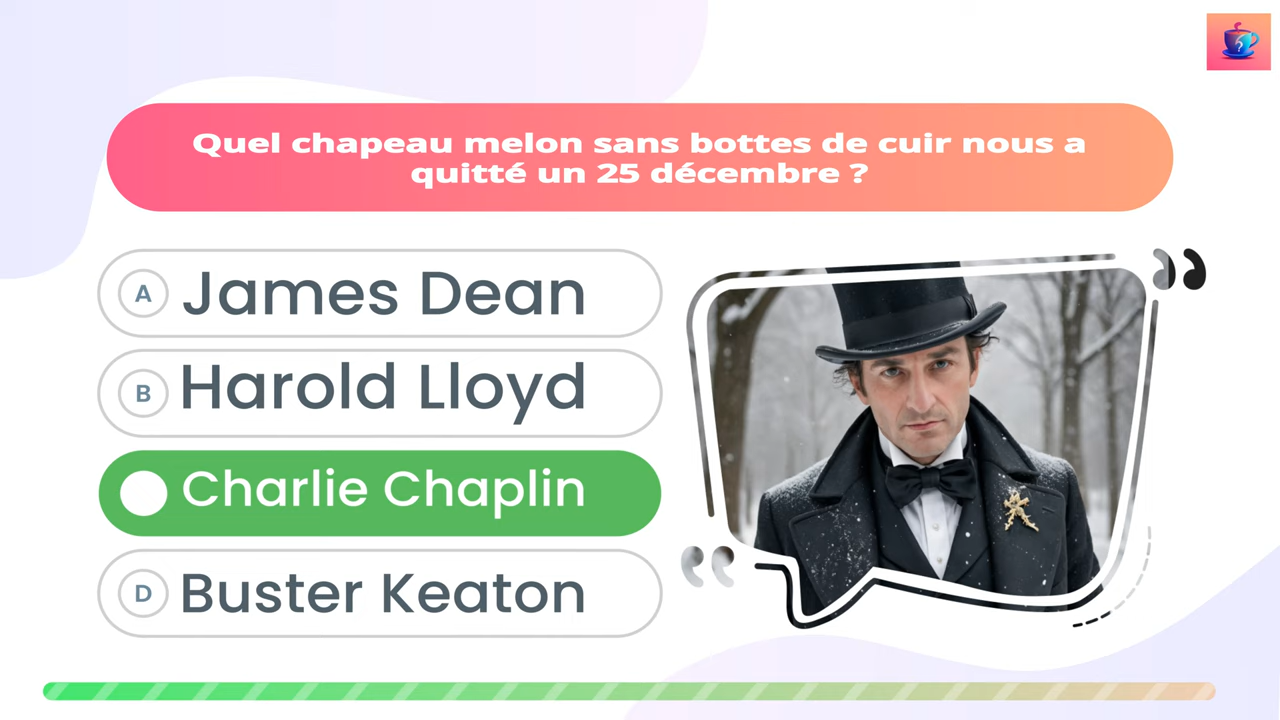 Quel chapeau melon sans bottes de cuir nous a
quitté un 25 décembre ?
A James Dean
B Harold Lloyd
Charlie Chaplin
D Buster Keaton